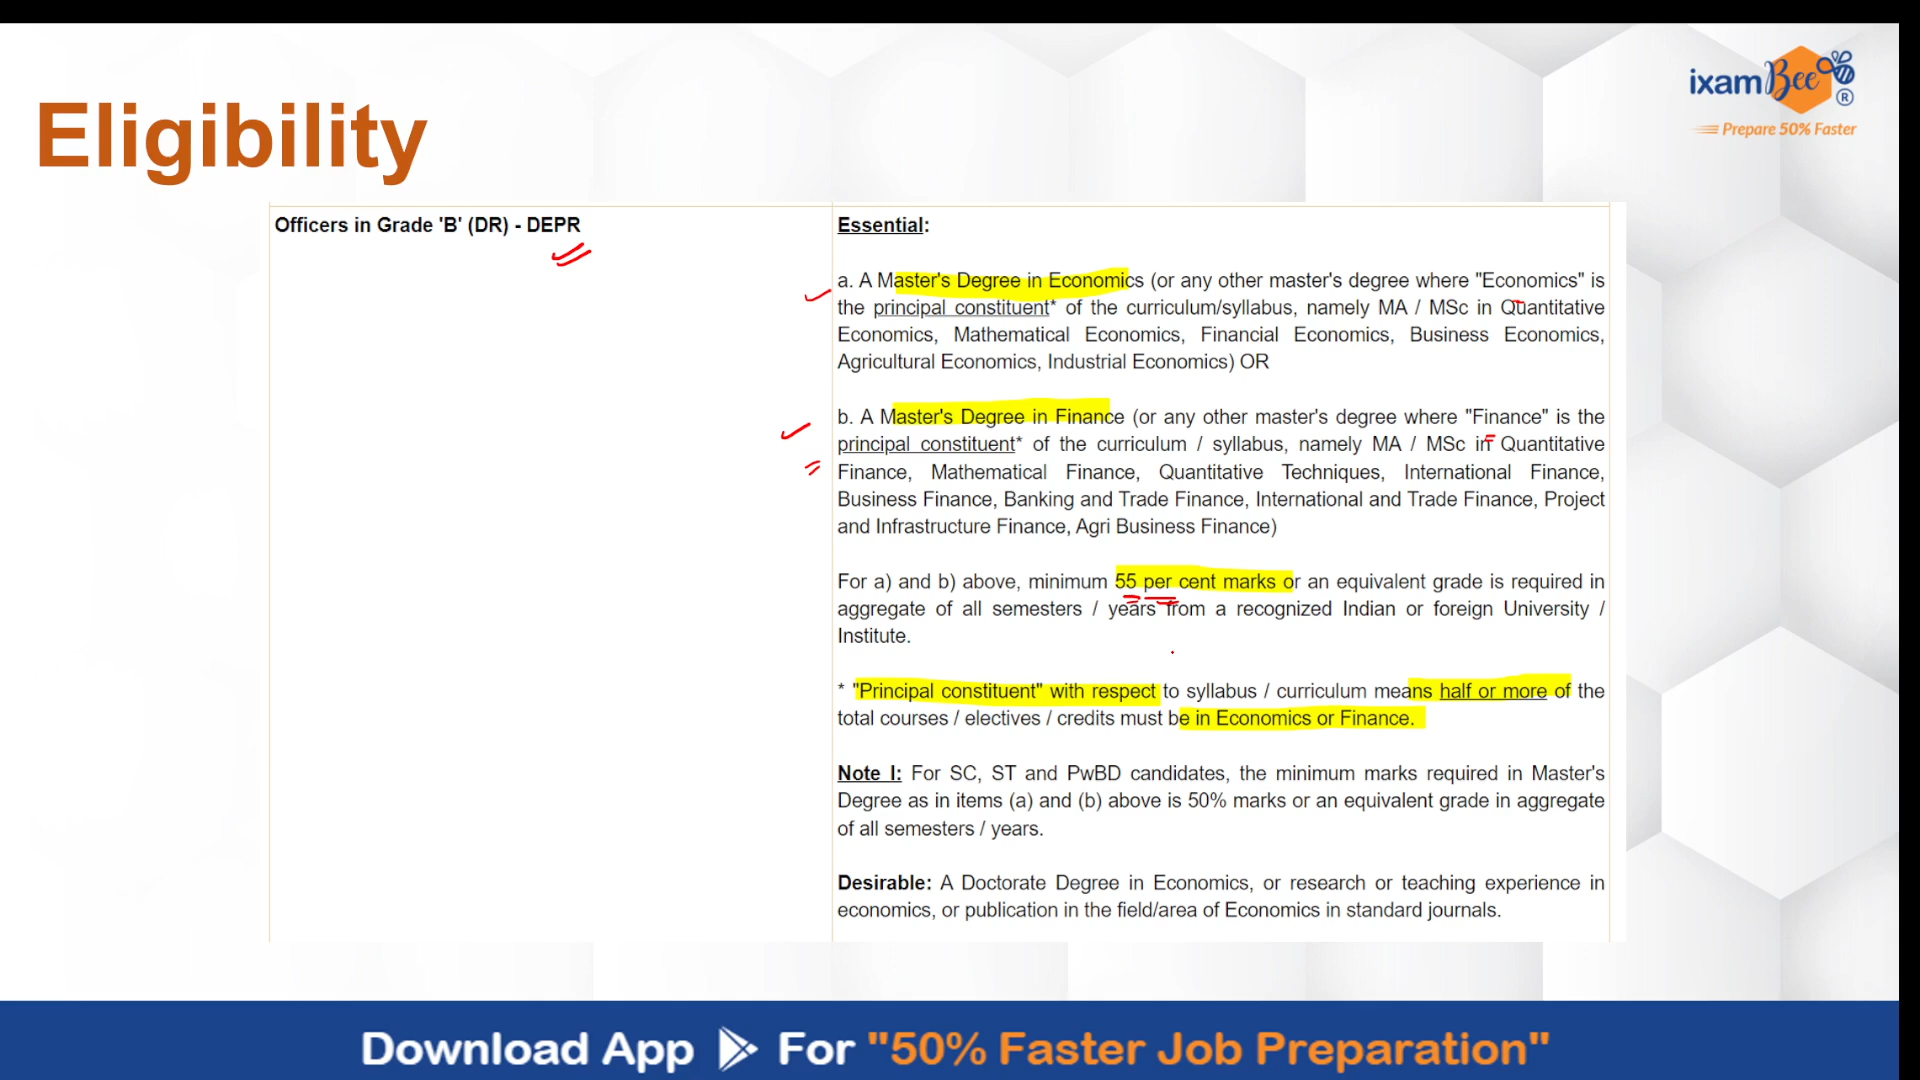 ixamBee
®
Prepare 50% Faster
Eligibility
Officers in Grade 'B' (DR) - DEPR
Essential:
a. A Master's Degree in Economics (or any other master's degree where "Economics" is
the principal constituent* of the curriculum/syllabus, namely MA / MSc in Quantitative
Economics, Mathematical Economics, Financial Economics, Business Economics,
Agricultural Economics, Industrial Economics) OR
b. A Master's Degree in Finance (or any other master's degree where "Finance" is the
principal constituent* of the curriculum / syllabus, namely MA / MSc in Quantitative
Finance, Mathematical Finance, Quantitative Techniques, International Finance,
Business Finance, Banking and Trade Finance, International and Trade Finance, Project
and Infrastructure Finance, Agri Business Finance)
For a) and b) above, minimum 55 per cent marks or an equivalent grade is required in
aggregate of all semesters / years from a recognized Indian or foreign University /
Institute.
* "Principal constituent" with respect to syllabus / curriculum means half or more of the
total courses / electives / credits must be in Economics or Finance.
Note I: For SC, ST and PwBD candidates, the minimum marks required in Master's
Degree as in items (a) and (b) above is 50% marks or an equivalent grade in aggregate
of all semesters / years.
Desirable: A Doctorate Degree in Economics, or research or teaching experience in
economics, or publication in the field/area of Economics in standard journals.
Download App For "50% Faster Job Preparation"